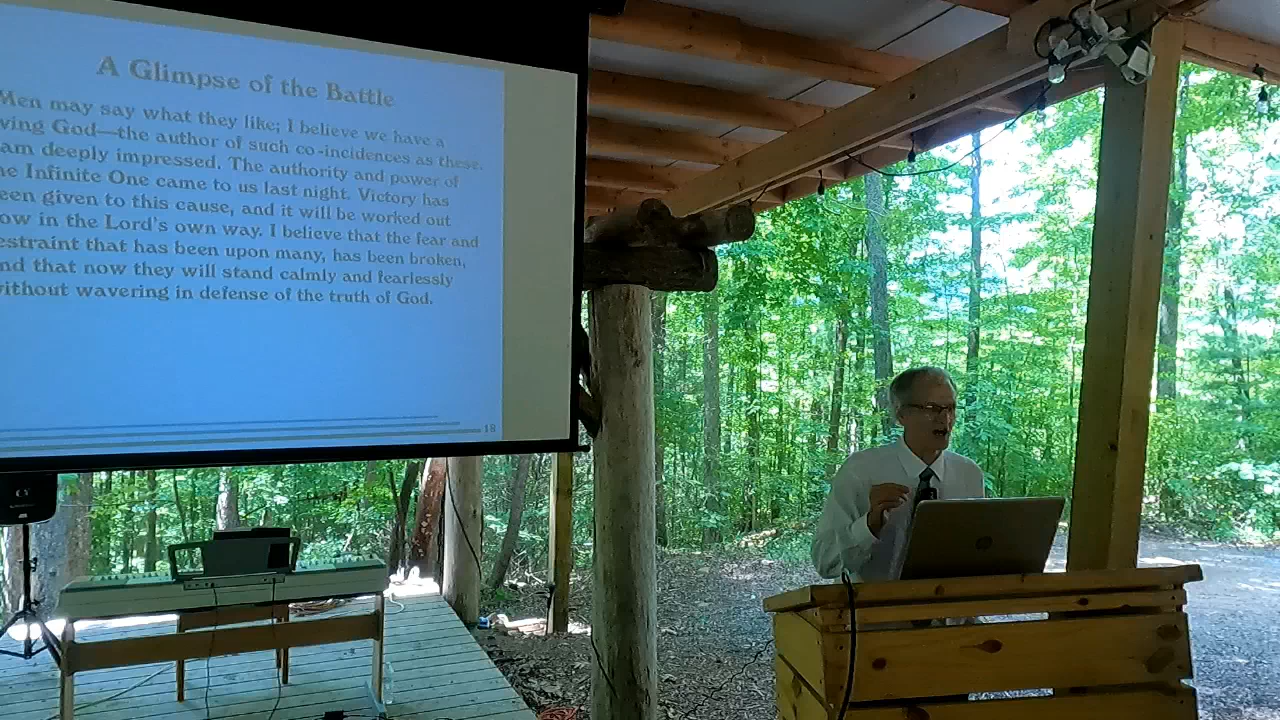 A Glimpse of the Battle
Men may say what they like; I believe we have a
ving God—the author of such co-incidences as these.
am deeply impressed. The authority and power of
he Infinite One came to us last night. Victory has
een given to this cause, and it will be worked out
ow in the Lord's own way. I believe that the fear and
estraint that has been upon many, has been broken,
nd that now they will stand calmly and fearlessly
ithout wavering in defense of the truth of God.
18
hp